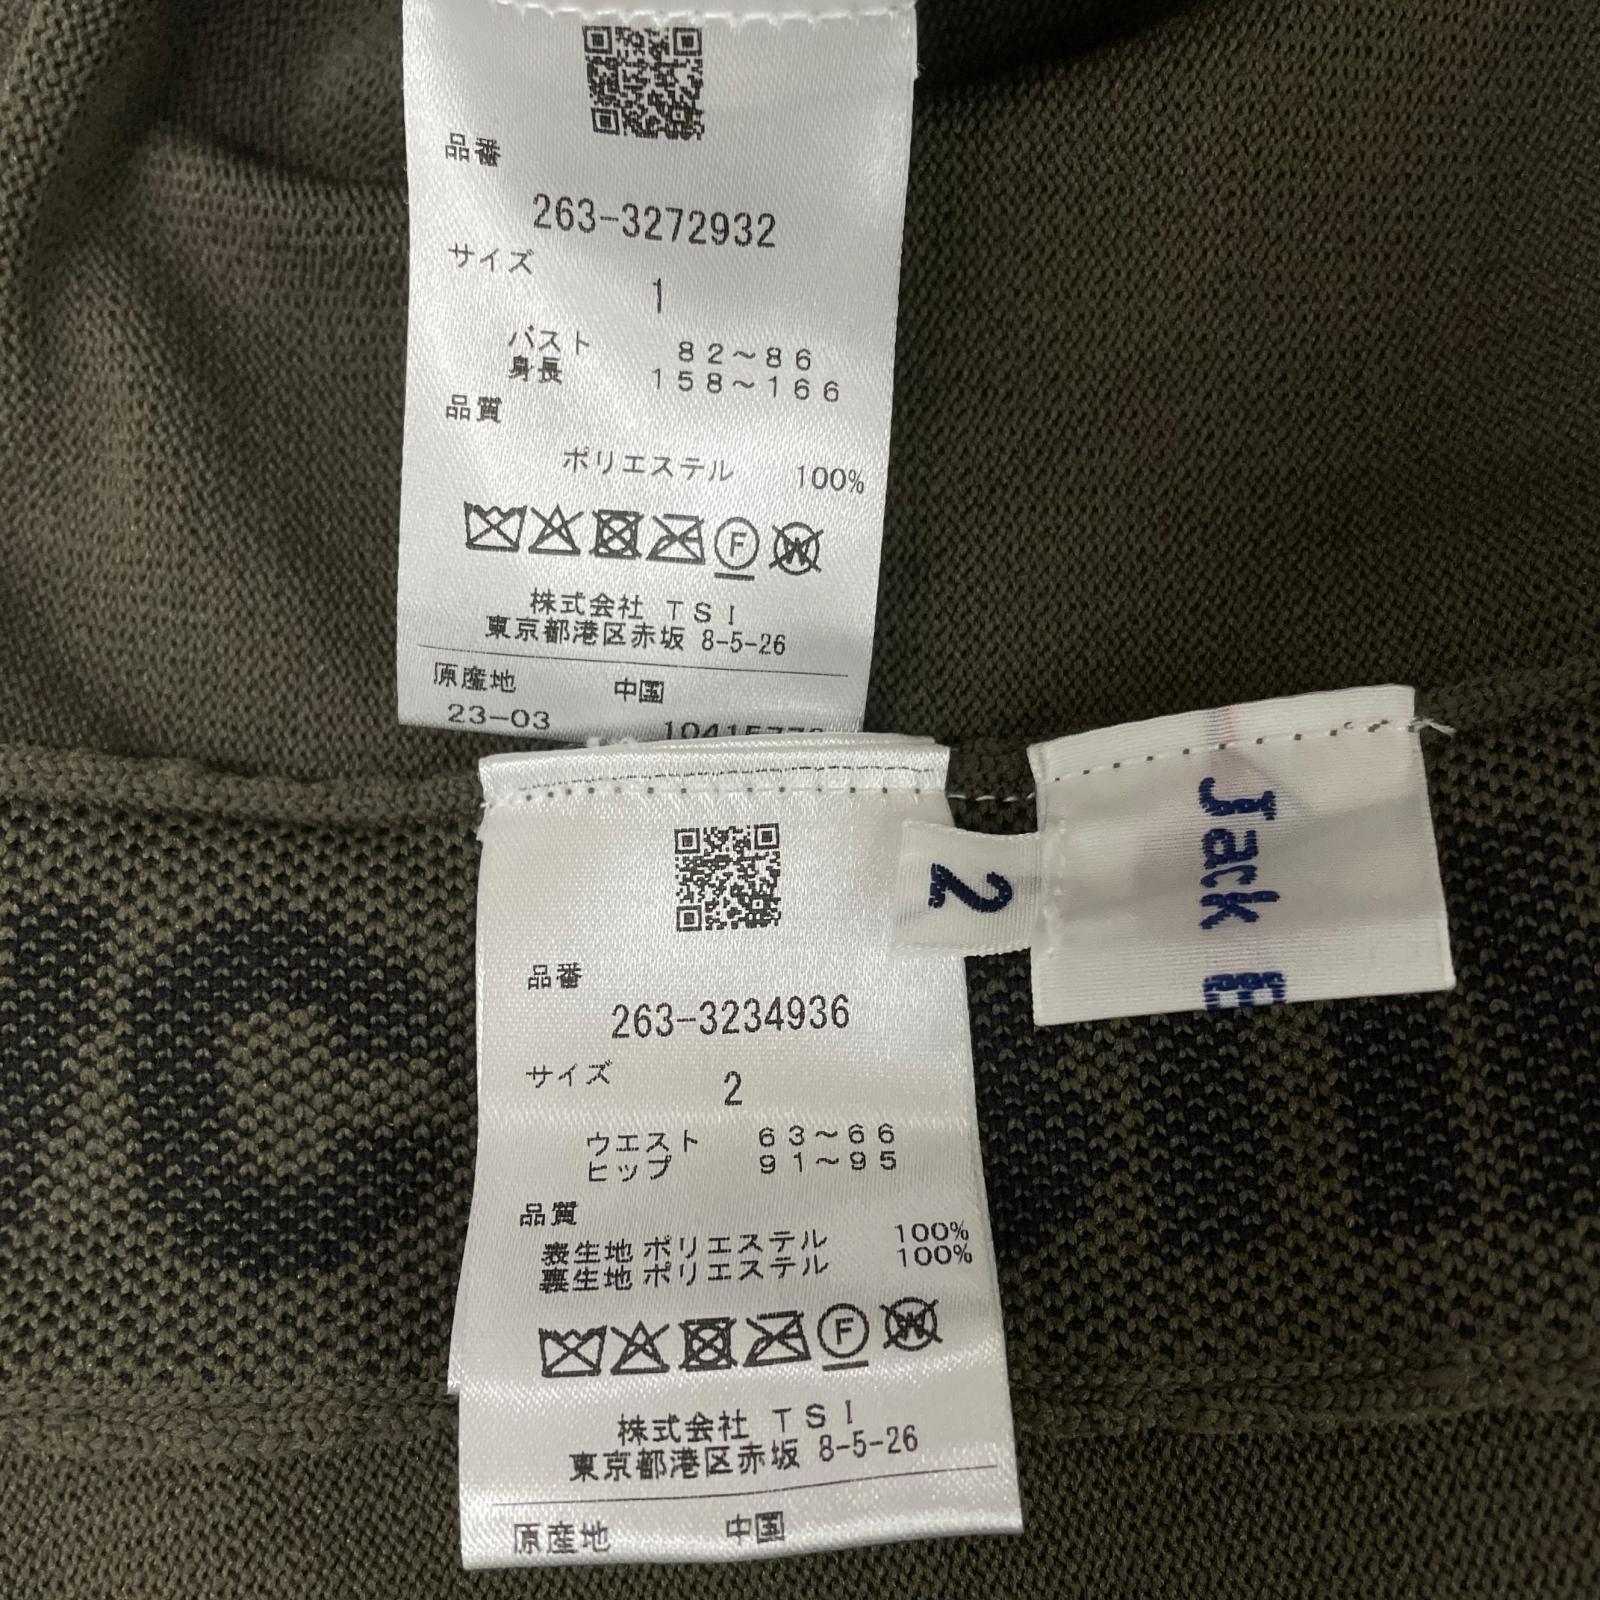 品番
263-3272932
サイズ
1
バスト 82～86
身長 158～166
品質
ポリエステル 100%
F
W
株式会社 TSI
東京都港区赤坂 8-5-26
原産地 中国
23-03
2
Jack
品番
263-3234936
サイズ
2
ウエスト 63～66
ヒップ 91～95
品質
表生地 ポリエステル 100%
裏生地 ポリエステル 100%
F
W
株式会社 TSI
東京都港区赤坂 8-5-26
原産地 中国